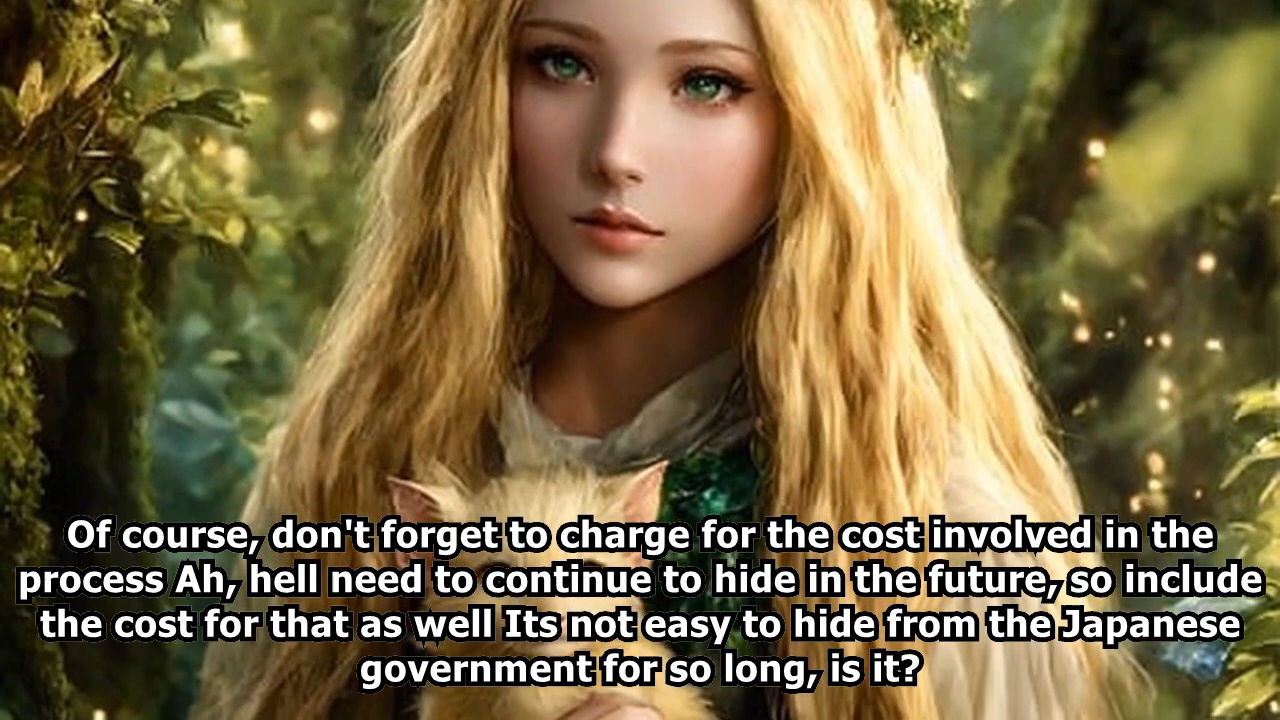 Of course, don't forget to charge for the cost involved in the
process Ah, hell need to continue to hide in the future, so include
the cost for that as well Its not easy to hide from the Japanese
government for so long, is it?